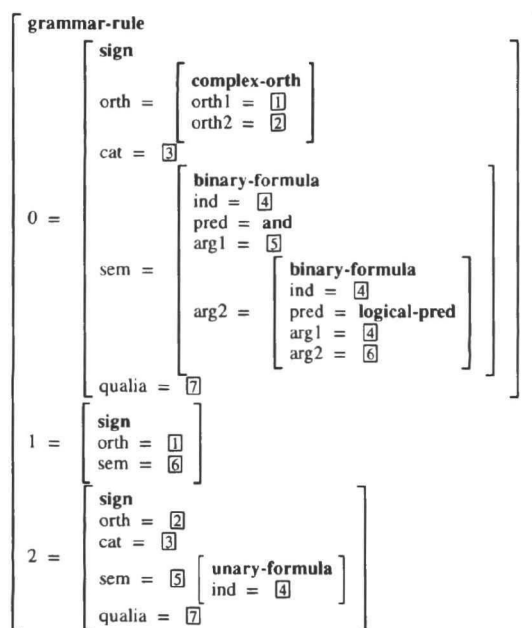 grammar-rule
sign
complex-orth
orth = orth1 = 1
orth2 = 2
cat = 3
binary-formula
ind = 4
0 = pred = and
arg1 = 5
sem = binary-formula
ind = 4
arg2 = pred = logical-pred
arg1 = 4
arg2 = 6
qualia = 7
sign
1 = orth = 1
sem = 6
sign
orth = 2
cat = 3
2 = sem = 5 unary-formula
ind = 4
qualia = 7